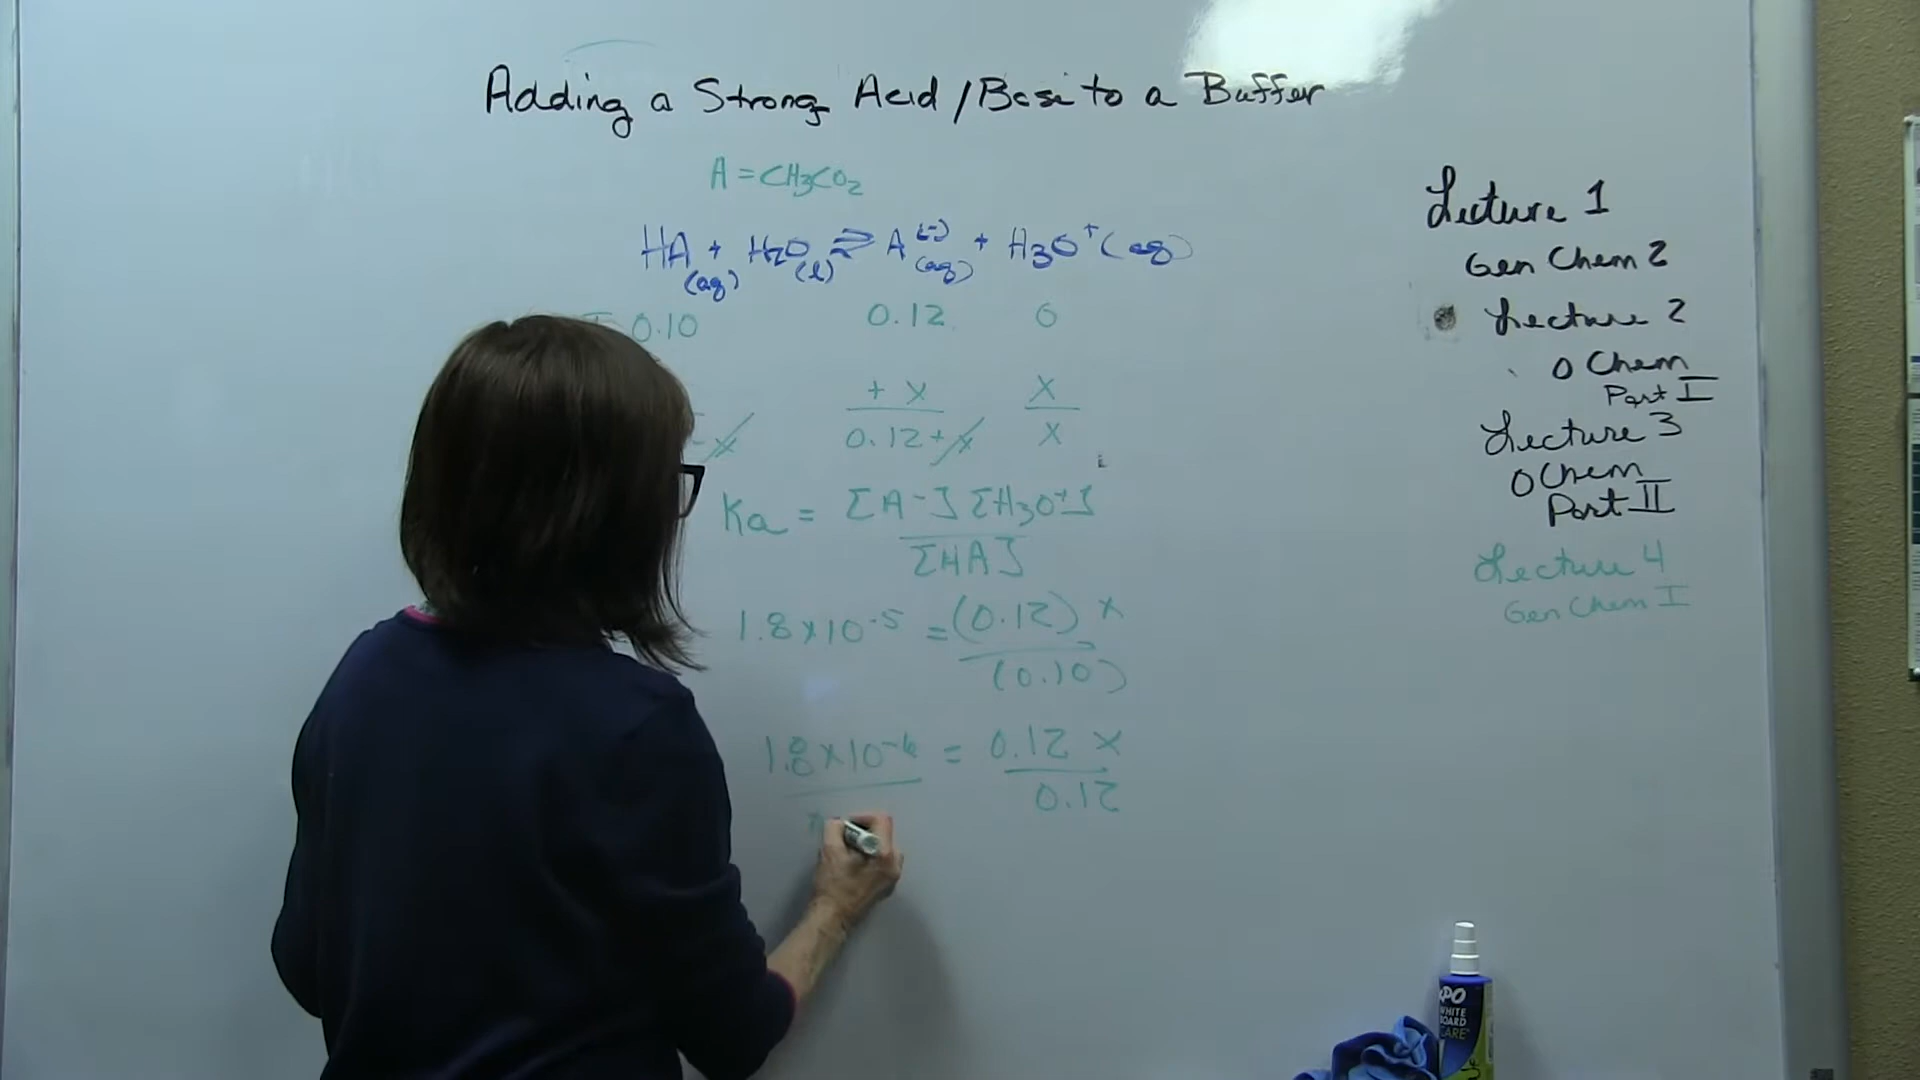 Adding a Strong Acid/Base to a Buffer
A = CH3CO2
HA(aq) + H2O(l) ⇌ A(-)(aq) + H3O+(aq)
I 0.10 0.12 0
+ x x
- x 0.12 + x x
Ka = [A-][H3O+]
[HA]
1.8 x 10-5 = (0.12) x
(0.10)
1.8 x 10-6 = 0.12 x
0.12
Lecture 1
Gen Chem 2
Lecture 2
O Chem
Part I
Lecture 3
O Chem
Part II
Lecture 4
Gen Chem I
XPO
WHITE
BOARD
CARE